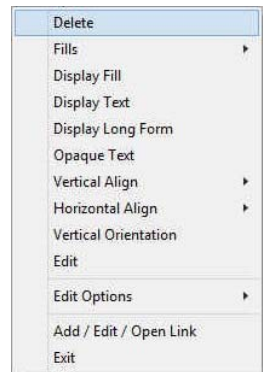 Delete
Fills
Display Fill
Display Text
Display Long Form
Opaque Text
Vertical Align
Horizontal Align
Vertical Orientation
Edit
Edit Options
Add / Edit / Open Link
Exit